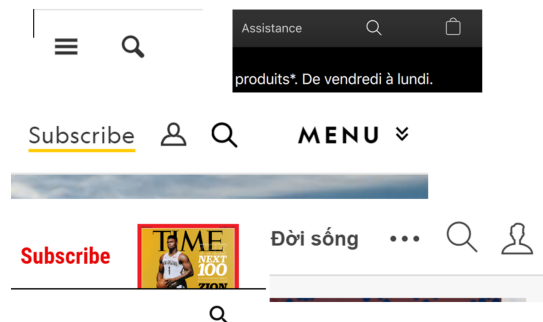 Assistance
produits*. De vendredi à lundi.
Subscribe
MENU
Subscribe
TIME
NEXT
100
ZION
Đời sống